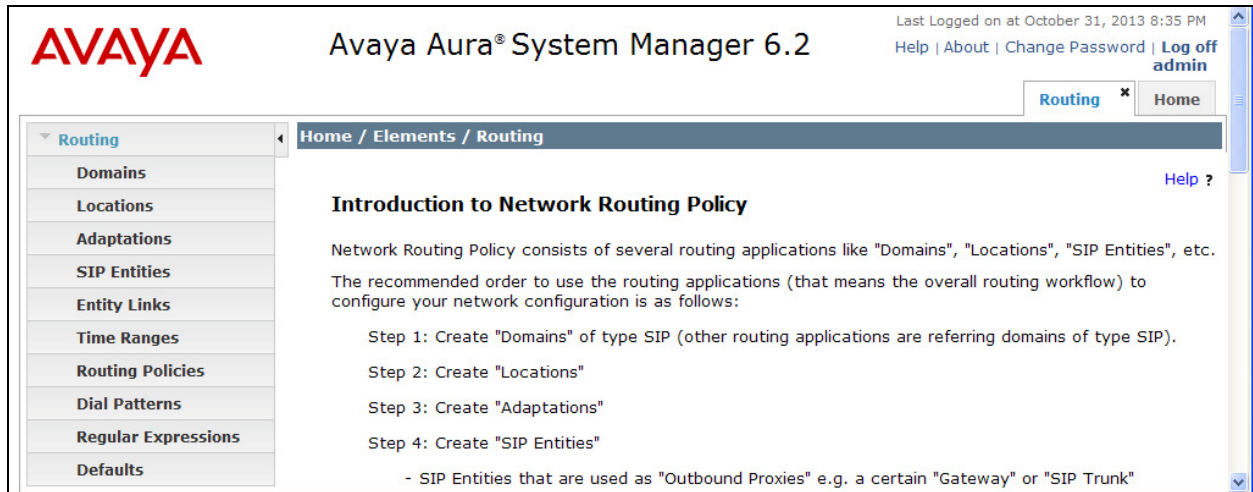 AVAYA
Avaya Aura® System Manager 6.2
Last Logged on at October 31, 2013 8:35 PM
Help | About | Change Password | Log off
admin
Routing × Home
Routing
Domains
Locations
Adaptations
SIP Entities
Entity Links
Time Ranges
Routing Policies
Dial Patterns
Regular Expressions
Defaults
Home / Elements / Routing
Help ?
Introduction to Network Routing Policy
Network Routing Policy consists of several routing applications like "Domains", "Locations", "SIP Entities", etc.
The recommended order to use the routing applications (that means the overall routing workflow) to
configure your network configuration is as follows:
Step 1: Create "Domains" of type SIP (other routing applications are referring domains of type SIP).
Step 2: Create "Locations"
Step 3: Create "Adaptations"
Step 4: Create "SIP Entities"
- SIP Entities that are used as "Outbound Proxies" e.g. a certain "Gateway" or "SIP Trunk"